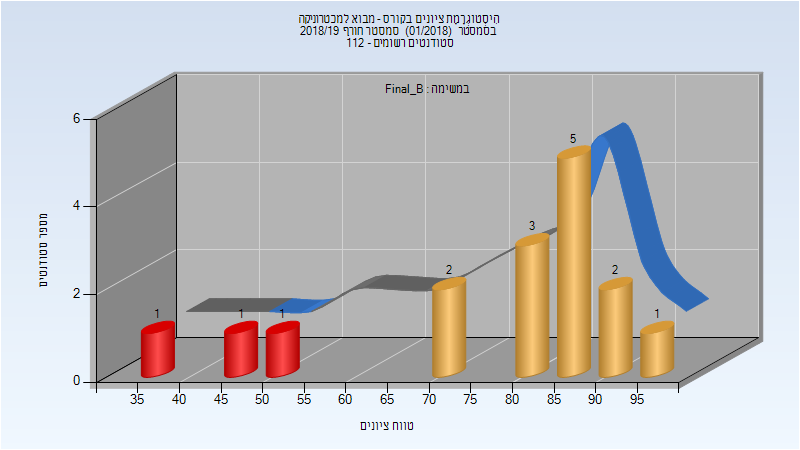 היסטוגרמת ציונים בקורס - מבוא למכטרוניקה
בסמסטר (01/2018) סמסטר חורף 2018/19
סטודנטים רשומים - 112
במשימה : Final_B
מספר סטודנטים
6
4
2
0
1
1
1
2
3
5
2
1
35 40 45 50 55 60 65 70 75 80 85 90 95
טווח ציונים